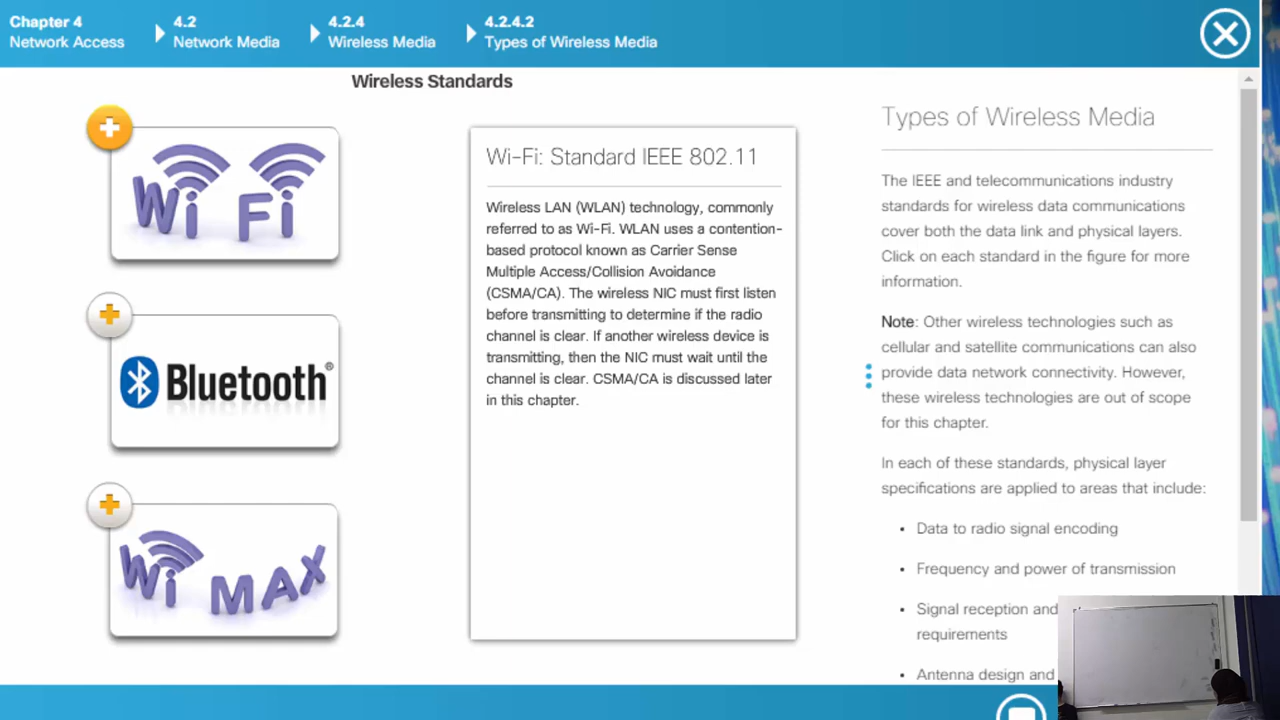 Chapter 4
Network Access
4.2
Network Media
4.2.4
Wireless Media
4.2.4.2
Types of Wireless Media
Wireless Standards
Wi Fi
Bluetooth®
Wi MAX
Wi-Fi: Standard IEEE 802.11
Wireless LAN (WLAN) technology, commonly
referred to as Wi-Fi. WLAN uses a contention-
based protocol known as Carrier Sense
Multiple Access/Collision Avoidance
(CSMA/CA). The wireless NIC must first listen
before transmitting to determine if the radio
channel is clear. If another wireless device is
transmitting, then the NIC must wait until the
channel is clear. CSMA/CA is discussed later
in this chapter.
Types of Wireless Media
The IEEE and telecommunications industry
standards for wireless data communications
cover both the data link and physical layers.
Click on each standard in the figure for more
information.
Note: Other wireless technologies such as
cellular and satellite communications can also
provide data network connectivity. However,
these wireless technologies are out of scope
for this chapter.
In each of these standards, physical layer
specifications are applied to areas that include:
• Data to radio signal encoding
• Frequency and power of transmission
• Signal reception and
requirements
• Antenna design and